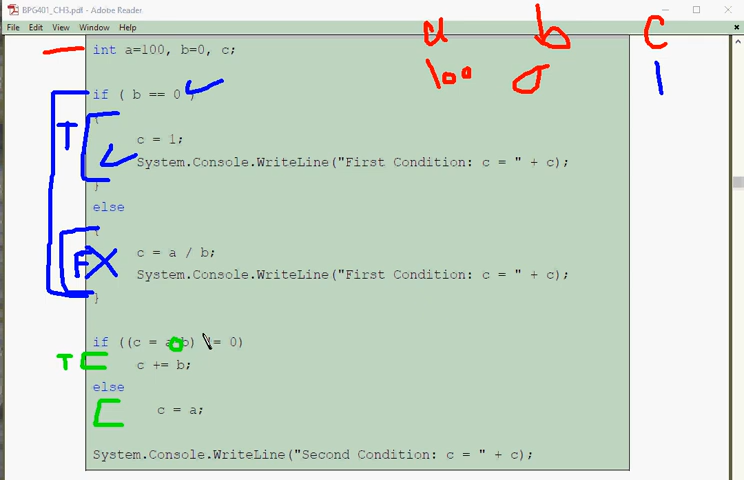 BPG401_CH3.pdf - Adobe Reader
File Edit View Window Help
a b C
int a=100, b=0, c;
100 0 1
if ( b == 0 )
{
T
c = 1;
System.Console.WriteLine("First Condition: c = " + c);
}
else
{
c = a / b;
F X
System.Console.WriteLine("First Condition: c = " + c);
}
if ((c = a b) != 0)
T
c += b;
else
c = a;
System.Console.WriteLine("Second Condition: c = " + c);